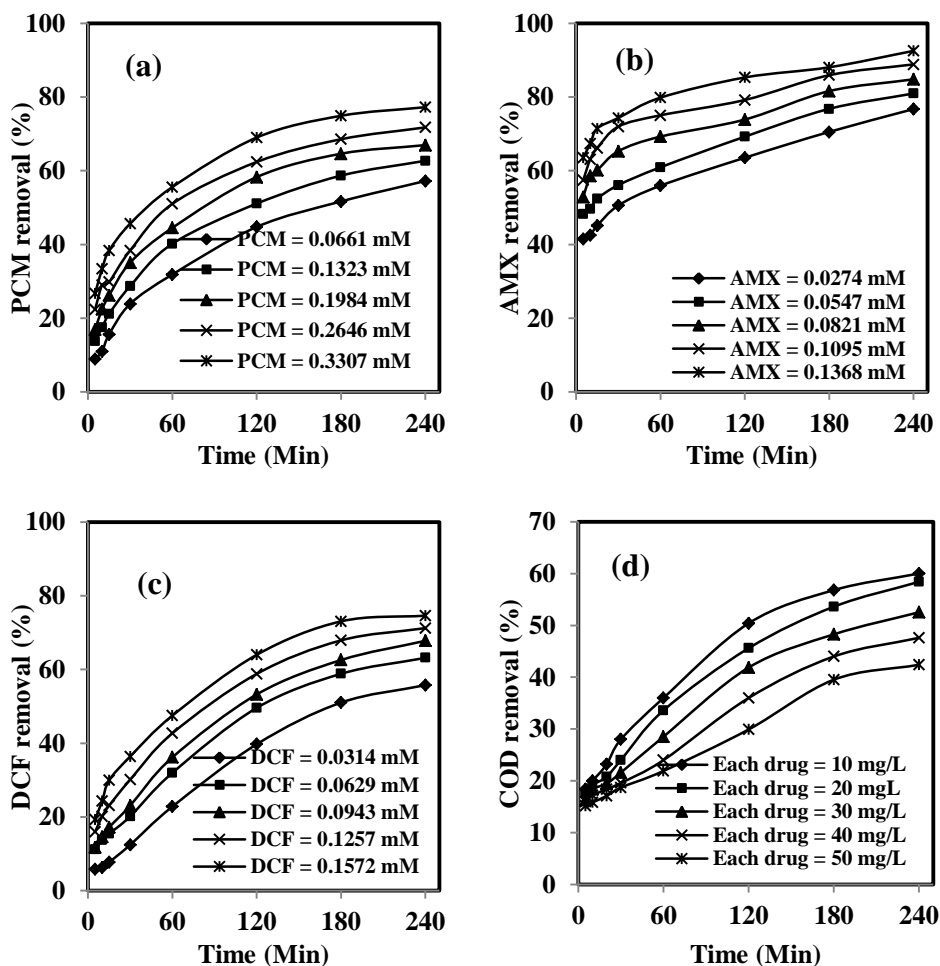 100
80
60
40
20
0
PCM removal (%)
(a)
PCM = 0.0661 mM
PCM = 0.1323 mM
PCM = 0.1984 mM
PCM = 0.2646 mM
PCM = 0.3307 mM
0 60 120 180 240
Time (Min)
100
80
60
40
20
0
AMX removal (%)
(b)
AMX = 0.0274 mM
AMX = 0.0547 mM
AMX = 0.0821 mM
AMX = 0.1095 mM
AMX = 0.1368 mM
0 60 120 180 240
Time (Min)
100
80
60
40
20
0
DCF removal (%)
(c)
DCF = 0.0314 mM
DCF = 0.0629 mM
DCF = 0.0943 mM
DCF = 0.1257 mM
DCF = 0.1572 mM
0 60 120 180 240
Time (Min)
70
60
50
40
30
20
10
0
COD removal (%)
(d)
Each drug = 10 mg/L
Each drug = 20 mgL
Each drug = 30 mg/L
Each drug = 40 mg/L
Each drug = 50 mg/L
0 60 120 180 240
Time (Min)